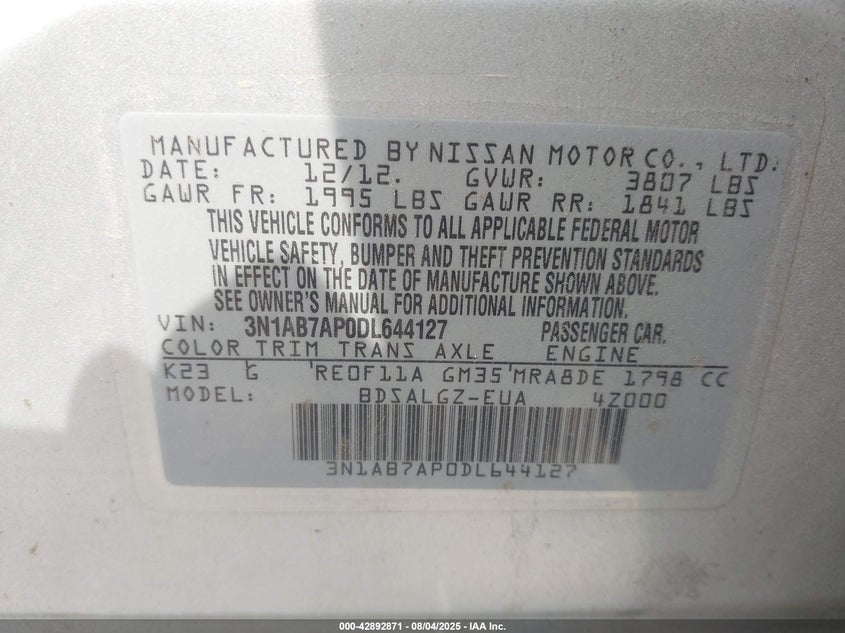 MANUFACTURED BY NISSAN MOTOR CO., LTD.
DATE: 12/12. GVWR: 3807 LBS
GAWR FR: 1995 LBS GAWR RR: 1841 LBS
THIS VEHICLE CONFORMS TO ALL APPLICABLE FEDERAL MOTOR
VEHICLE SAFETY, BUMPER AND THEFT PREVENTION STANDARDS
IN EFFECT ON THE DATE OF MANUFACTURE SHOWN ABOVE.
SEE OWNER'S MANUAL FOR ADDITIONAL INFORMATION.
VIN: 3N1AB7AP0DL644127 PASSENGER CAR.
COLOR TRIM TRANS AXLE ENGINE
K23 G 'RE0F11A GM35'MRA8DE 1798 CC
MODEL: BDSALGZ-EUA 4Z000
3N1AB7AP0DL644127
000-42892871 - 08/04/2025 - IAA Inc.